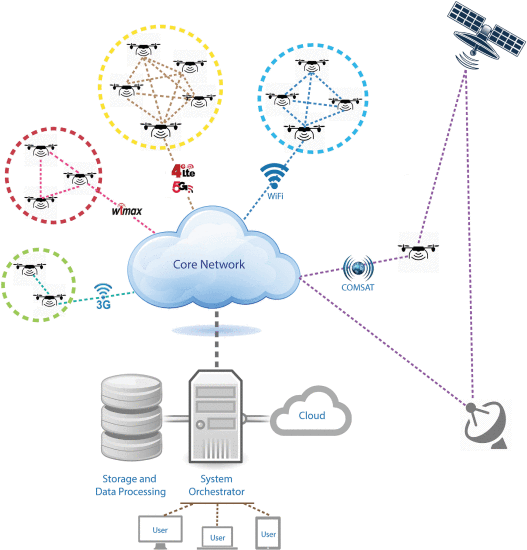 4G Lte
5G
WiFi
wimax
Core Network
COMSAT
3G
Cloud
Storage and
Data Processing
System
Orchestrator
User
User
User